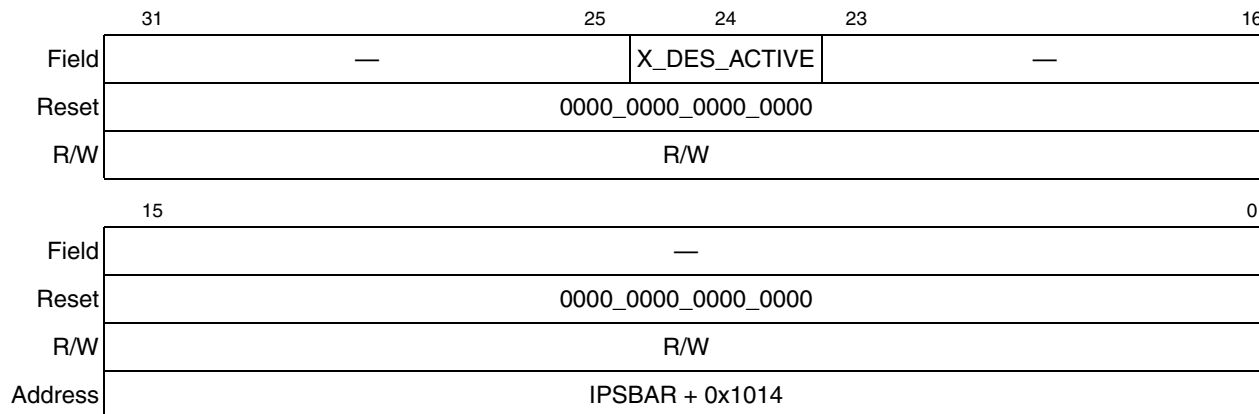 31 25 24 23 16
Field — X_DES_ACTIVE —
Reset 0000_0000_0000_0000
R/W R/W
15 0
Field —
Reset 0000_0000_0000_0000
R/W R/W
Address IPSBAR + 0x1014